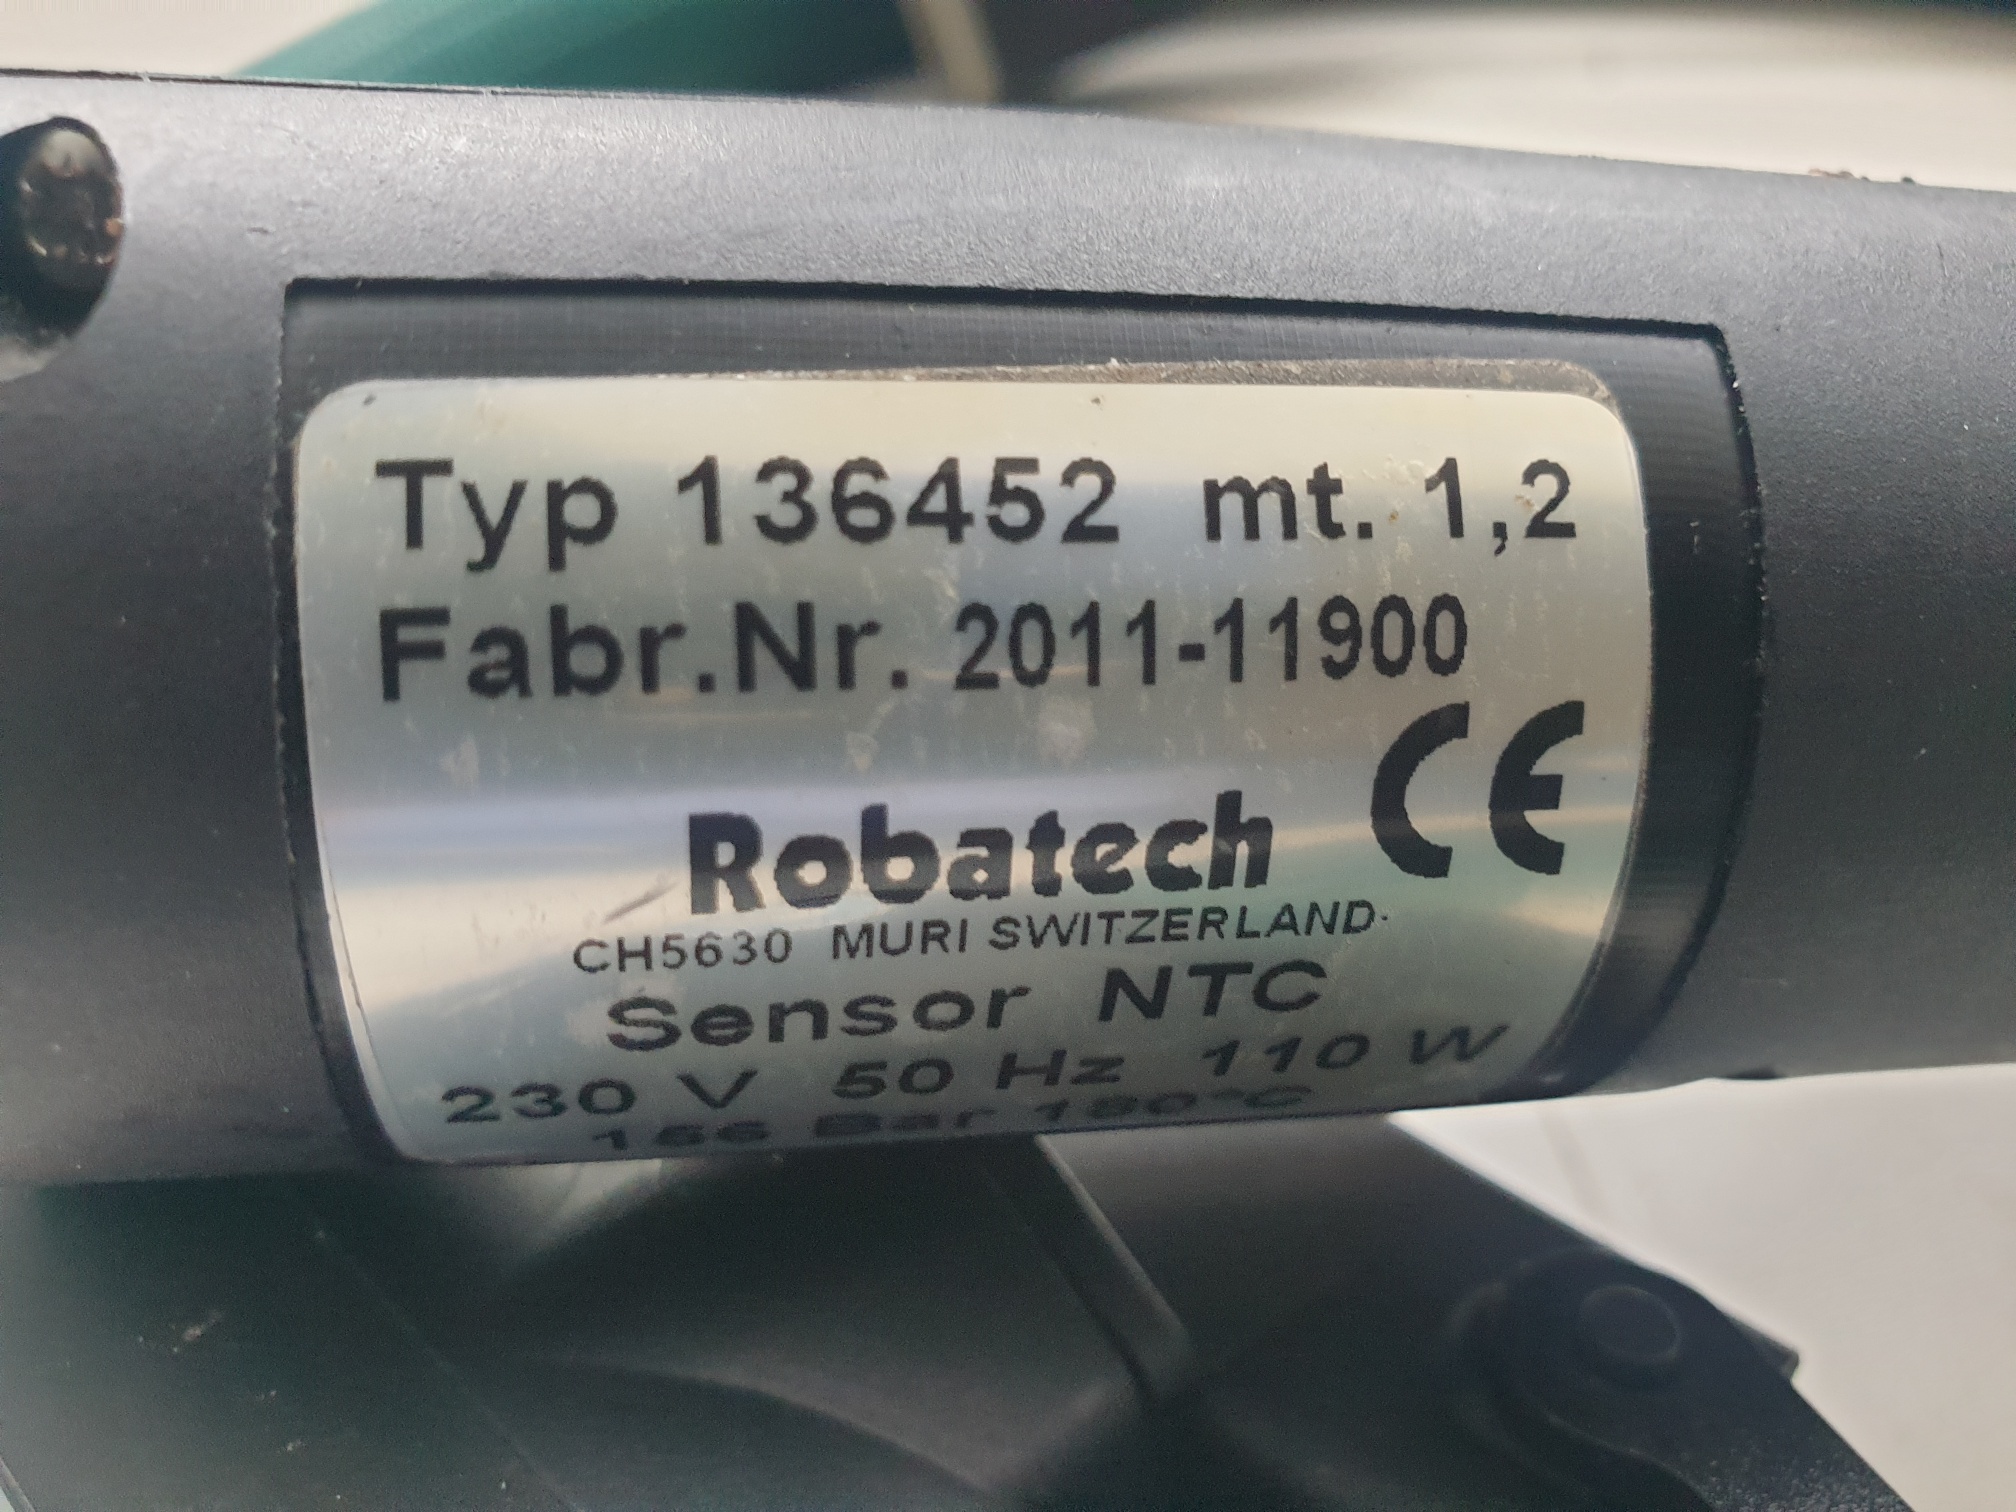 Typ 136452 mt. 1,2
Fabr.Nr. 2011-11900
CE
Robatech
CH5630 MURI SWITZERLAND
Sensor NTC
230 V 50 Hz 110 W
Bar 180°C